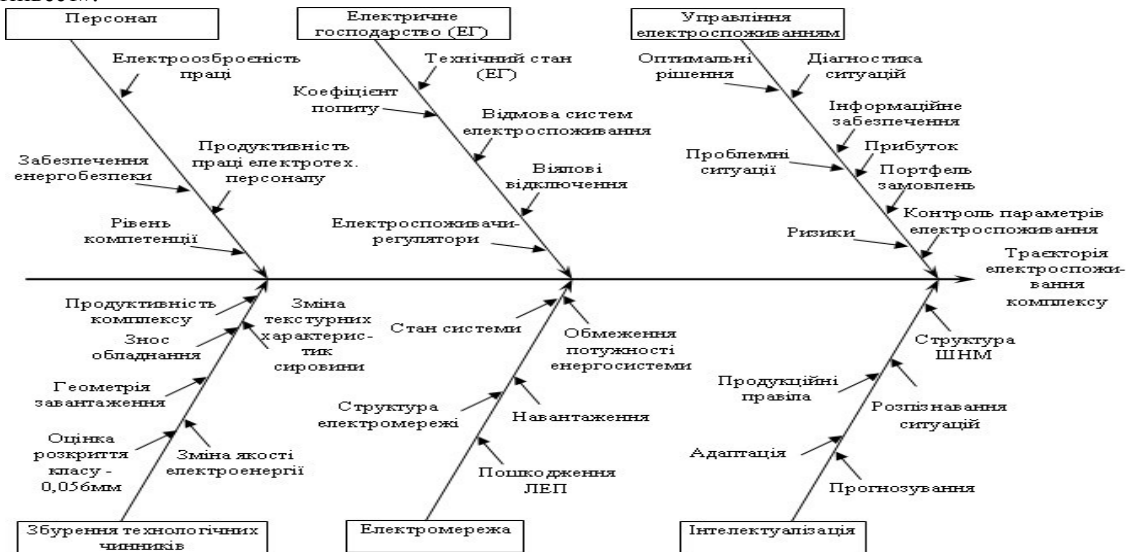 Персонал
Електричне
господарство (ЕГ)
Управління
електроспоживанням
Електроозброєність
праці
Забезпечення
енергобезпеки
Продуктивність
праці електротех.
персоналу
Рівень
компетенції
Технічний стан
(ЕГ)
Коефіцієнт
попиту
Відмова систем
електроспоживання
Віялові
відключення
Електроспоживачи-
регулятори
Оптимальні
рішення
Діагностика
ситуацій
Інформаційне
забезпечення
Проблемні
ситуації
Прибуток
Портфель
замовлень
Контроль параметрів
електроспоживання
Ризики
Траєкторія
електроспожи-
вання
комплексу
Продуктивність
комплексу
Знос
обладнання
Зміна
текстурних
характерис-
тик
сировини
Геометрія
завантаження
Оцінка
розкриття
класу -
0,056мм
Зміна якості
електроенергії
Стан системи
Обмеження
потужності
енергосистеми
Структура
електромережі
Навантаження
Пошкодження
ЛЕП
Структура
ШНМ
Продукційні
правіла
Розпізнавання
ситуацій
Адаптація
Прогнозування
Збурення технологічних
чинників
Електромережа
Інтелектуалізація